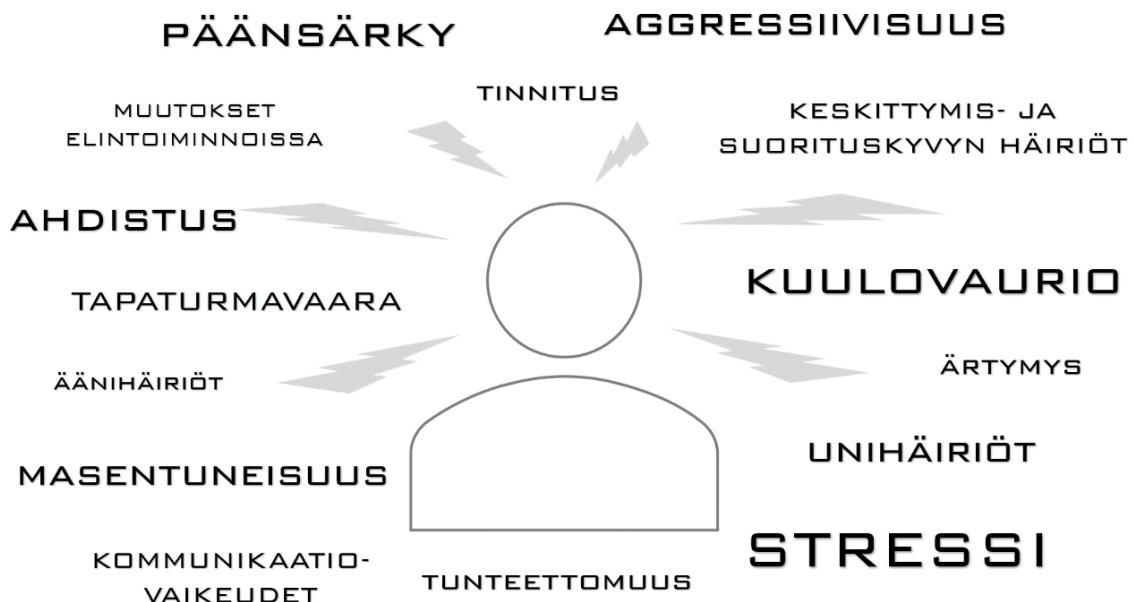 PÄÄNSÄRKY
AGGRESSIIVISUUS
TINNITUS
MUUTOKSET
ELINTOIMINNOISSA
KESKITTYMIS- JA
SUORITUSKYVYN HÄIRIÖT
AHDISTUS
KUULOVAURIO
TAPATURMAVAARA
ÄÄNIHÄIRIÖT
ÄRTYMYS
MASENTUNEISUUS
UNIHÄIRIÖT
STRESSI
KOMMUNIKAATIO-
VAIKEUDET
TUNTEETTOMUUS